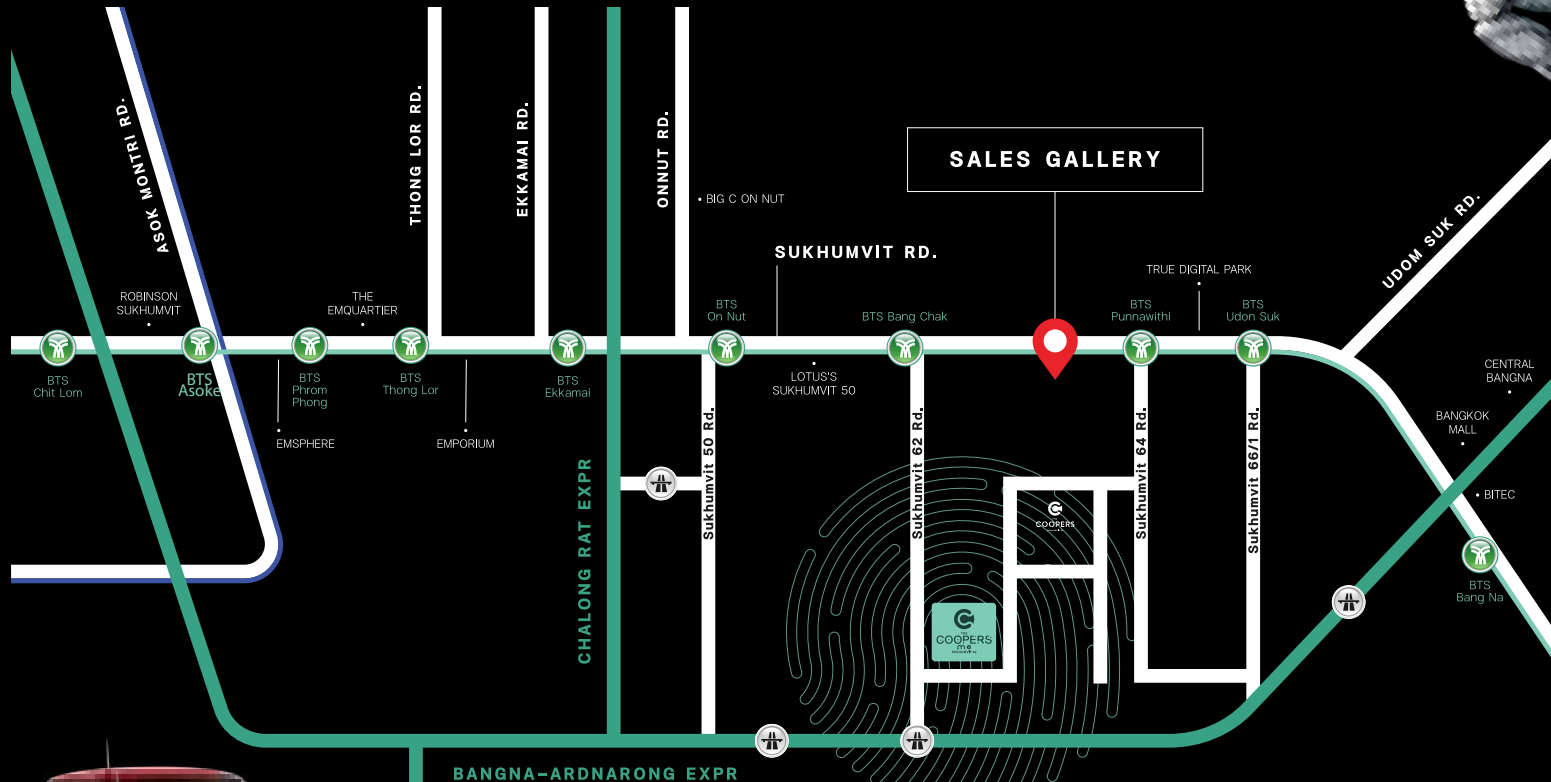 ASOK MONTRI RD.
THONG LOR RD.
EKKAMAI RD.
ONNUT RD.
BIG C ON NUT
SALES GALLERY
SUKHUMVİT RD.
UDOM SUK RD.
TRUE DIGITAL PARK
ROBINSON
SUKHUMVIT
THE
EMQUARTIER
BTS
On Nut
BTS Bang Chak
BTS
Punnawithi
BTS
Udon Suk
BTS
Chit Lom
BTS
Asoke
BTS
Phrom
Phong
BTS
Thong Lor
BTS
Ekkamai
LOTUS'S
SUKHUMVIT 50
CENTRAL
BANGNA
BANGKOK
MALL
EMSPHERE
EMPORIUM
BITEC
BTS
Bang Na
CHALONG RAT EXPR
Sukhumvit 50 Rd.
Sukhumvit 62 Rd.
Sukhumvit 64 Rd.
Sukhumvit 66/1 Rd.
COOPERS
THE
COOPERS
BANGNA–ARDNARONG EXPR